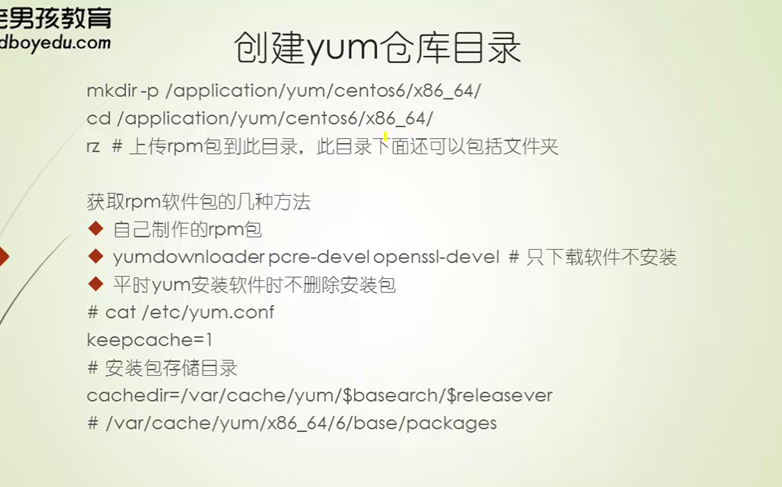 老男孩教育
dboyedu.com
创建yum仓库目录
mkdir -p /application/yum/centos6/x86_64/
cd /application/yum/centos6/x86_64/
rz # 上传rpm包到此目录，此目录下面还可以包括文件夹
获取rpm软件包的几种方法
自己制作的rpm包
yumdownloader pcre-devel openssl-devel # 只下载软件不安装
平时yum安装软件时不删除安装包
# cat /etc/yum.conf
keepcache=1
# 安装包存储目录
cachedir=/var/cache/yum/$basearch/$releasever
# /var/cache/yum/x86_64/6/base/packages